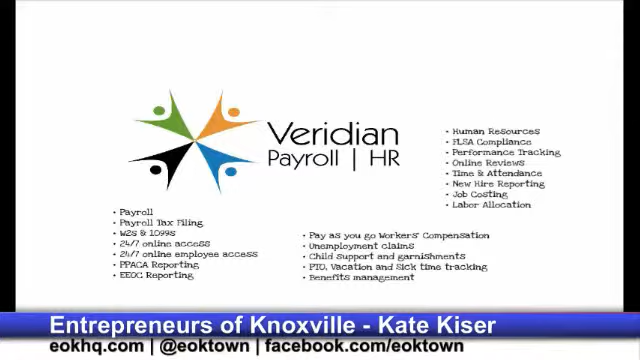 Veridian
Payroll | HR
• Human Resources
• FLSA Compliance
• Performance Tracking
• Online Reviews
• Time & Attendance
• New Hire Reporting
• Job Costing
• Labor Allocation
• Payroll
• Payroll Tax Filing
• W2s & 1099s
• 24/7 online access
• 24/7 online employee access
• PPACA Reporting
• EEOC Reporting
• Pay as you go Workers' Compensation
• Unemployment claims
• Child support and garnishments
• PTO, Vacation and Sick time tracking
• Benefits management
Entrepreneurs of Knoxville - Kate Kiser
eokhq.com | @eoktown | facebook.com/eoktown